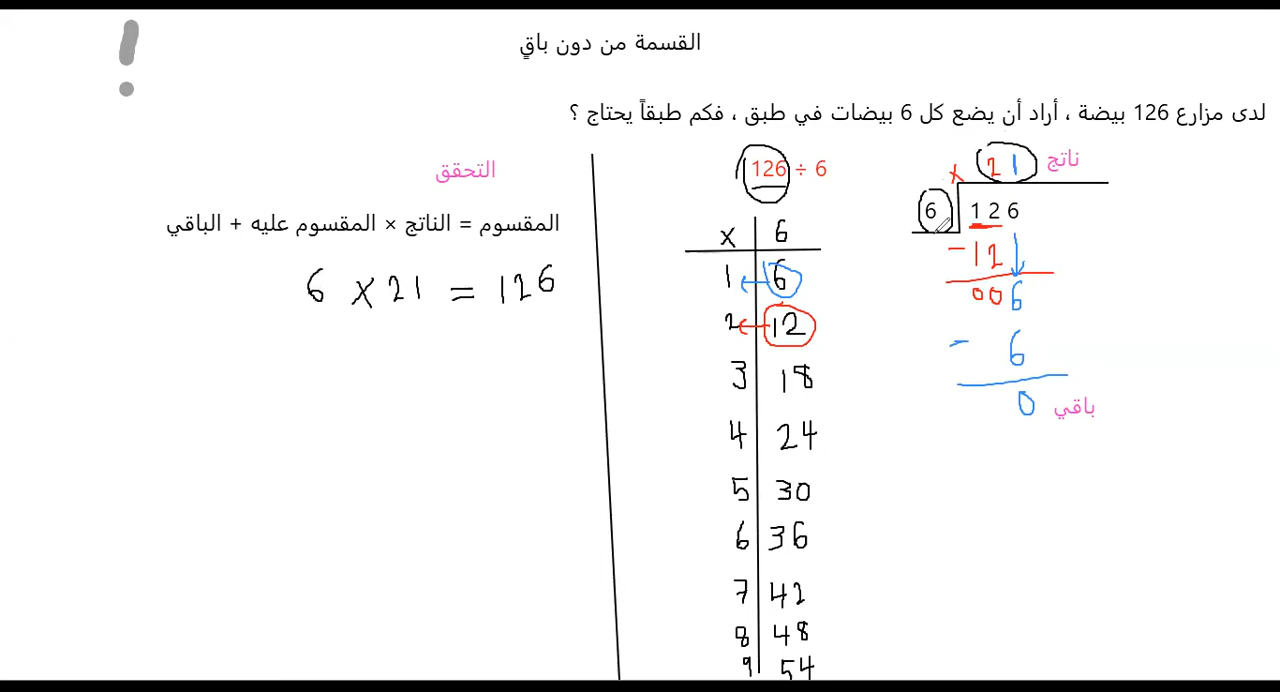 !
القسمة من دون باقٍ
لدى مزارع 126 بيضة ، أراد أن يضع كل 6 بيضات في طبق ، فكم طبقاً يحتاج ؟
x 21 ناتج
6 126
- 12
006
- 6
0 باقي
126 ÷ 6
x 6
1 6
2 12
3 18
4 24
5 30
6 36
7 42
8 48
9 54
التحقق
المقسوم = الناتج × المقسوم عليه + الباقي
6 x 21 = 126